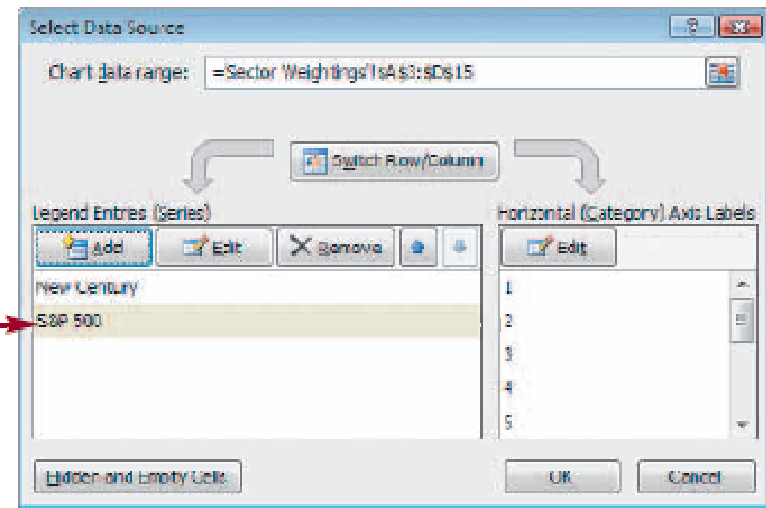 Select Data Source
Chart data range: ='Sector Weightings'!$A$3:$D$15
Switch Row/Column
Legend Entries (Series)
Horizontal (Category) Axis Labels
Add Edit Remove
Edit
New Century
S&P 500
1
2
3
4
5
Hidden and Empty Cells
OK Cancel